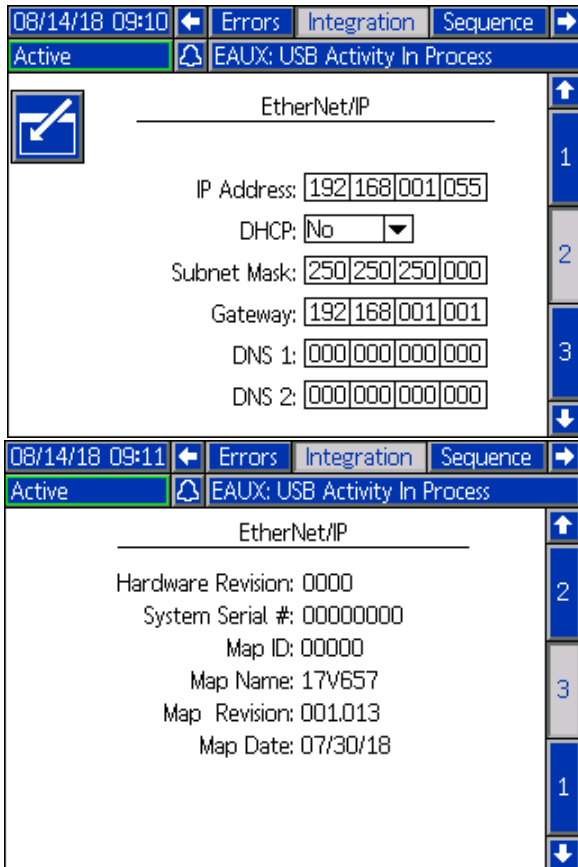 08/14/18 09:10 Errors Integration Sequence
Active EAUX: USB Activity In Process
EtherNet/IP
1
IP Address: 192 168 001 055
DHCP: No
2
Subnet Mask: 250 250 250 000
Gateway: 192 168 001 001
DNS 1: 000 000 000 000
3
DNS 2: 000 000 000 000
08/14/18 09:11 Errors Integration Sequence
Active EAUX: USB Activity In Process
EtherNet/IP
Hardware Revision: 0000
2
System Serial #: 00000000
Map ID: 00000
Map Name: 17V657
3
Map Revision: 001.013
Map Date: 07/30/18
1